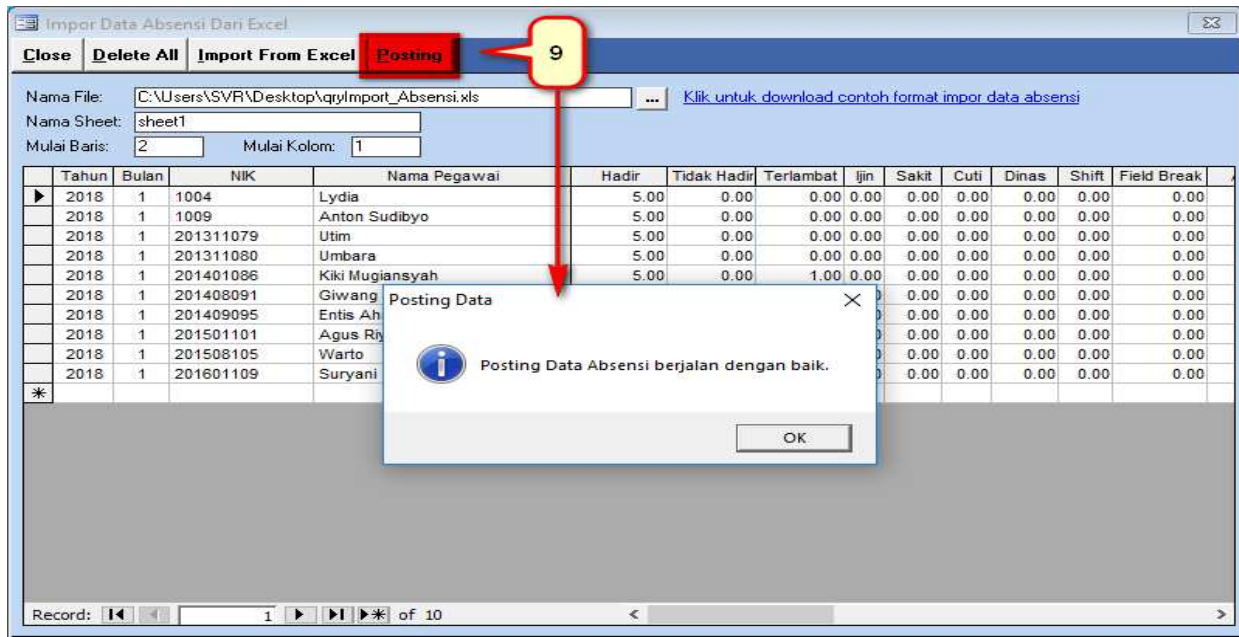 Impor Data Absensi Dari Excel
Close Delete All Import From Excel Posting 9
Nama File: C:\Users\SVR\Desktop\qryImport_Absensi.xls ... Klik untuk download contoh format impor data absensi
Nama Sheet: sheet1
Mulai Baris: 2 Mulai Kolom: 1
Tahun Bulan NIK Nama Pegawai Hadir Tidak Hadir Terlambat Ijin Sakit Cuti Dinas Shift Field Break
2018 1 1004 Lydia 5.00 0.00 0.00 0.00 0.00 0.00 0.00 0.00 0.00
2018 1 1009 Anton Sudibyo 5.00 0.00 0.00 0.00 0.00 0.00 0.00 0.00 0.00
2018 1 201311079 Utim 5.00 0.00 0.00 0.00 0.00 0.00 0.00 0.00 0.00
2018 1 201311080 Umbara 5.00 0.00 0.00 0.00 0.00 0.00 0.00 0.00 0.00
2018 1 201401086 Kiki Mugiansyah 5.00 0.00 1.00 0.00 0.00 0.00 0.00 0.00 0.00
2018 1 201408091 Giwang 0.00 0.00 0.00 0.00 0.00
2018 1 201409095 Entis Ah 0.00 0.00 0.00 0.00 0.00
2018 1 201501101 Agus Riy 0.00 0.00 0.00 0.00 0.00
2018 1 201508105 Warto 0.00 0.00 0.00 0.00 0.00
2018 1 201601109 Suryani 0.00 0.00 0.00 0.00 0.00
Posting Data
Posting Data Absensi berjalan dengan baik.
OK
Record: 1 of 10